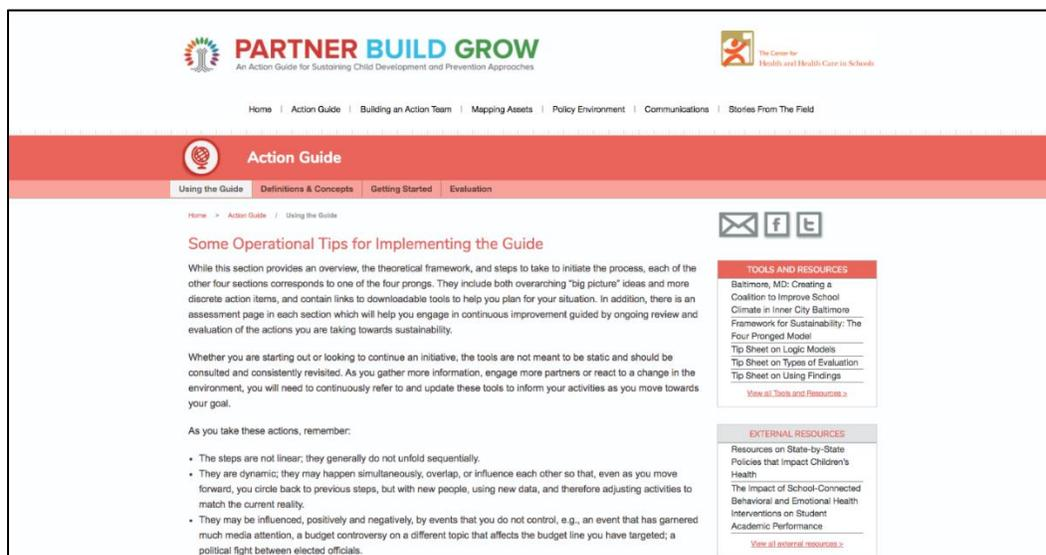 PARTNER BUILD GROW
An Action Guide for Sustaining Child Development and Prevention Approaches
The Center for
Health and Health Care in Schools
Home | Action Guide | Building an Action Team | Mapping Assets | Policy Environment | Communications | Stories From The Field
Action Guide
Using the Guide | Definitions & Concepts | Getting Started | Evaluation
Home > Action Guide / Using the Guide
Some Operational Tips for Implementing the Guide
While this section provides an overview, the theoretical framework, and steps to take to initiate the process, each of the
other four sections corresponds to one of the four prongs. They include both overarching "big picture" ideas and more
discrete action items, and contain links to downloadable tools to help you plan for your situation. In addition, there is an
assessment page in each section which will help you engage in continuous improvement guided by ongoing review and
evaluation of the actions you are taking towards sustainability.
Whether you are starting out or looking to continue an initiative, the tools are not meant to be static and should be
consulted and consistently revisited. As you gather more information, engage more partners or react to a change in the
environment, you will need to continuously refer to and update these tools to inform your activities as you move towards
your goal.
As you take these actions, remember:
• The steps are not linear; they generally do not unfold sequentially.
• They are dynamic; they may happen simultaneously, overlap, or influence each other so that, even as you move
forward, you circle back to previous steps, but with new people, using new data, and therefore adjusting activities to
match the current reality.
• They may be influenced, positively and negatively, by events that you do not control, e.g., an event that has garnered
much media attention, a budget controversy on a different topic that affects the budget line you have targeted; a
political fight between elected officials.
f t
TOOLS AND RESOURCES
Baltimore, MD: Creating a
Coalition to Improve School
Climate in Inner City Baltimore
Framework for Sustainability: The
Four Pronged Model
Tip Sheet on Logic Models
Tip Sheet on Types of Evaluation
Tip Sheet on Using Findings
View all Tools and Resources >
EXTERNAL RESOURCES
Resources on State-by-State
Policies that Impact Children's
Health
The Impact of School-Connected
Behavioral and Emotional Health
Interventions on Student
Academic Performance
View all external resources >